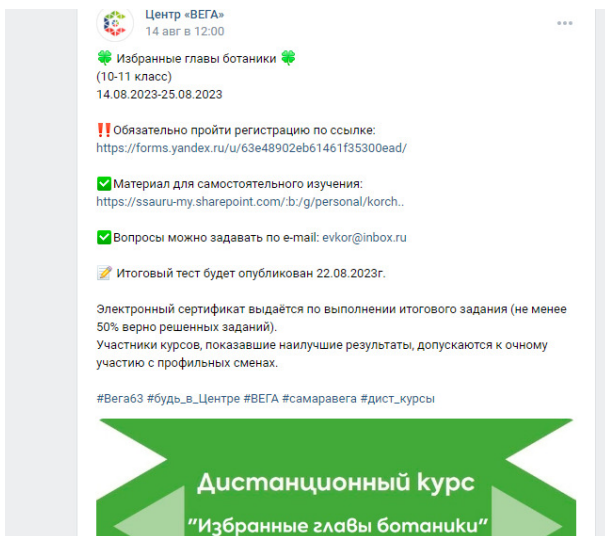 Центр «ВЕГА»
14 авг в 12:00
🍀 Избранные главы ботаники 🍀
(10-11 класс)
14.08.2023-25.08.2023
‼️Обязательно пройти регистрацию по ссылке:
https://forms.yandex.ru/u/63e48902eb61461f35300ead/
✅Материал для самостоятельного изучения:
https://ssauru-my.sharepoint.com/:b:/g/personal/korch..
✅Вопросы можно задавать по e-mail: evkor@inbox.ru
📝 Итоговый тест будет опубликован 22.08.2023г.
Электронный сертификат выдаётся по выполнении итогового задания (не менее
50% верно решенных заданий).
Участники курсов, показавшие наилучшие результаты, допускаются к очному
участию с профильных сменах.
#Вега63 #будь_в_Центре #ВЕГА #самаравега #дист_курсы
Дистанционный курс
"Избранные главы ботаники"